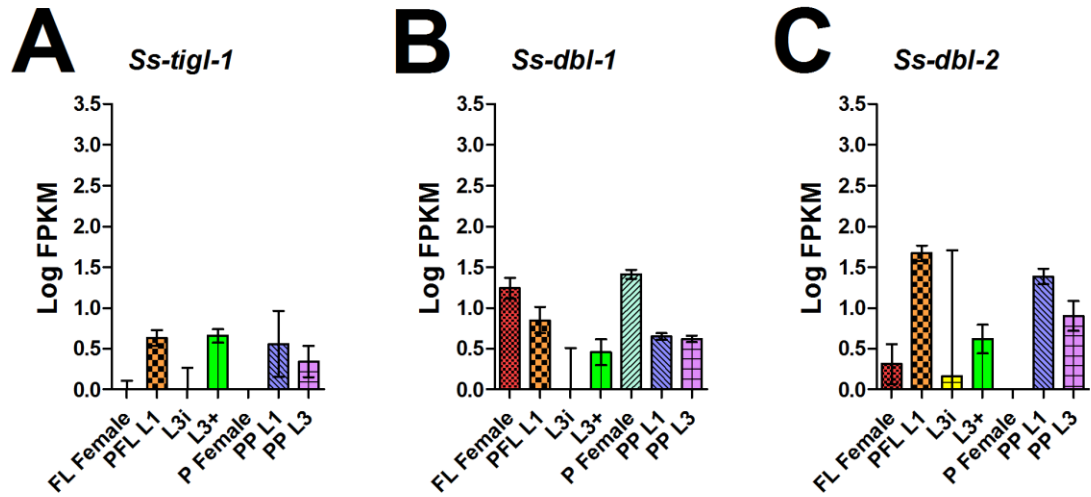 A Ss-tigl-1
Log FPKM
3.5
3.0
2.5
2.0
1.5
1.0
0.5
0.0
FL Female
PFL L1
L3i
L3+
P Female
PP L1
PP L3
B Ss-dbl-1
Log FPKM
3.5
3.0
2.5
2.0
1.5
1.0
0.5
0.0
FL Female
PFL L1
L3i
L3+
P Female
PP L1
PP L3
C Ss-dbl-2
Log FPKM
3.5
3.0
2.5
2.0
1.5
1.0
0.5
0.0
FL Female
PFL L1
L3i
L3+
P Female
PP L1
PP L3